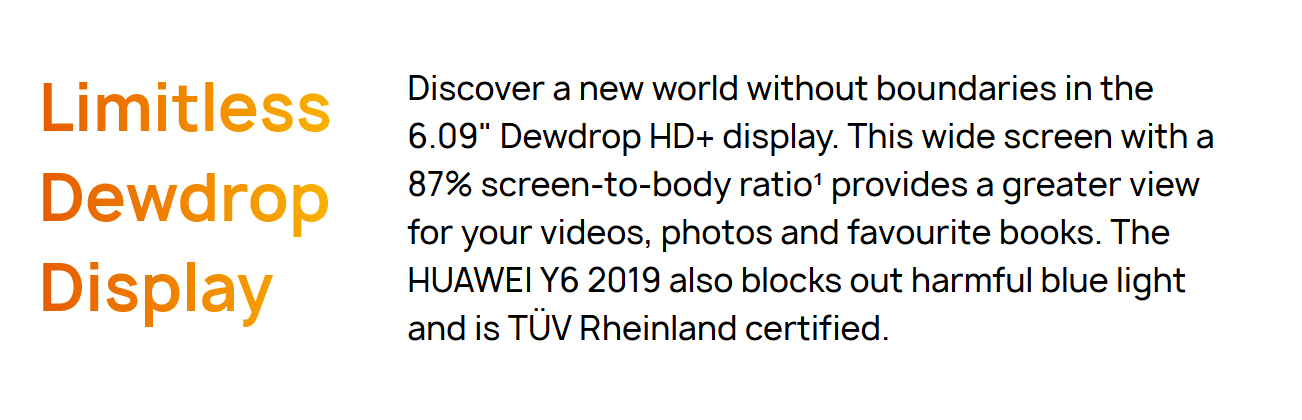 Limitless
Dewdrop
Display
Discover a new world without boundaries in the
6.09" Dewdrop HD+ display. This wide screen with a
87% screen-to-body ratio¹ provides a greater view
for your videos, photos and favourite books. The
HUAWEI Y6 2019 also blocks out harmful blue light
and is TÜV Rheinland certified.